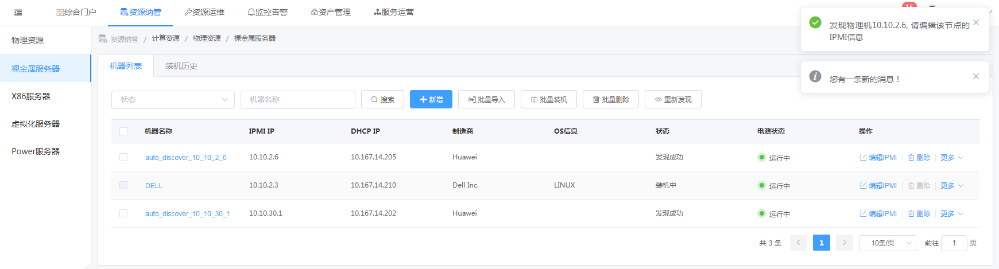 综合门户 资源纳管 资源运维 监控告警 资产管理 服务运营
15
发现物理机10.10.2.6, 请编辑该节点的
IPMI信息
您有一条新的消息！
物理资源
裸金属服务器
X86服务器
虚拟化服务器
Power服务器
资源纳管 / 计算资源 / 物理资源 / 裸金属服务器
机器列表 装机历史
状态 机器名称 搜索 新增 批量导入 批量装机 批量删除 重新发现
机器名称 IPMI IP DHCP IP 制造商 OS信息 状态 电源状态 操作
auto_discover_10_10_2_6 10.10.2.6 10.167.14.205 Huawei 发现成功 运行中 编辑IPMI 删除 更多
DELL 10.10.2.3 10.167.14.210 Dell Inc. LINUX 装机中 运行中 编辑IPMI 删除 更多
auto_discover_10_10_30_1 10.10.30.1 10.167.14.202 Huawei 发现成功 运行中 编辑IPMI 删除 更多
共 3 条 1 10条/页 前往 1 页